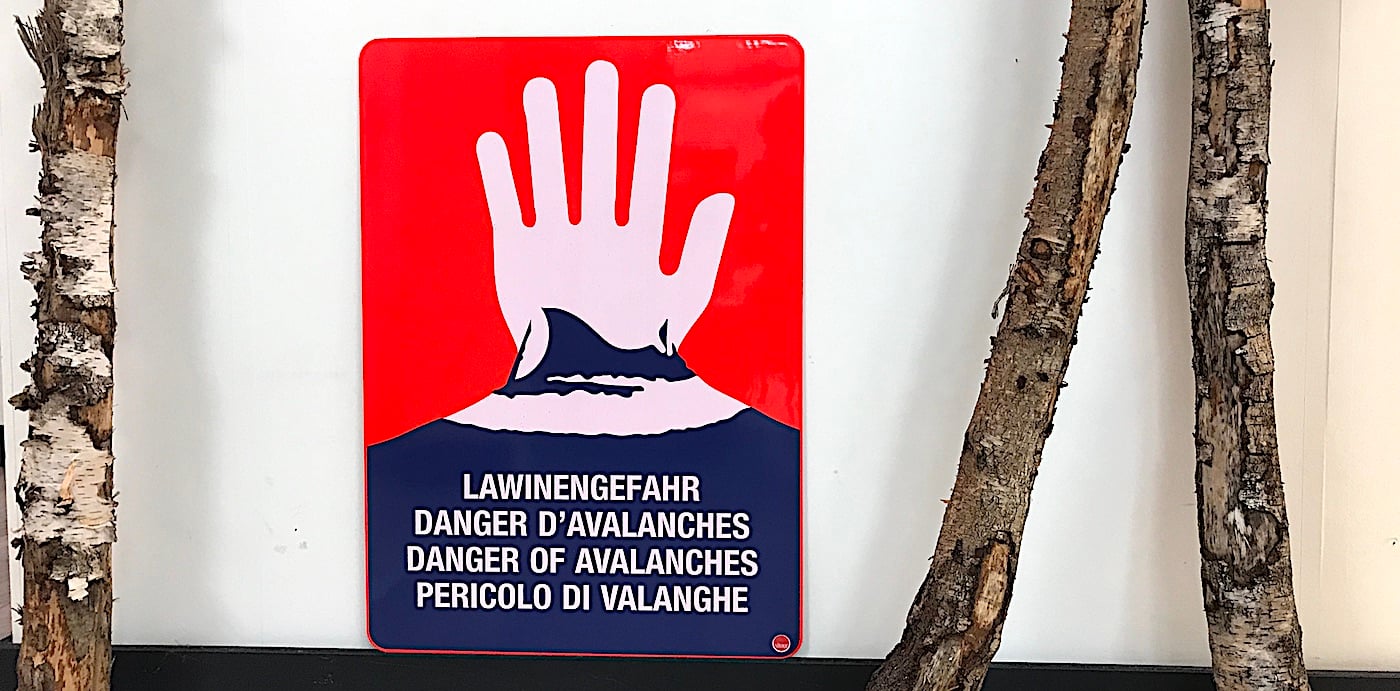 LAWINENGEFAHR
DANGER D’AVALANCHES
DANGER OF AVALANCHES
PERICOLO DI VALANGHE